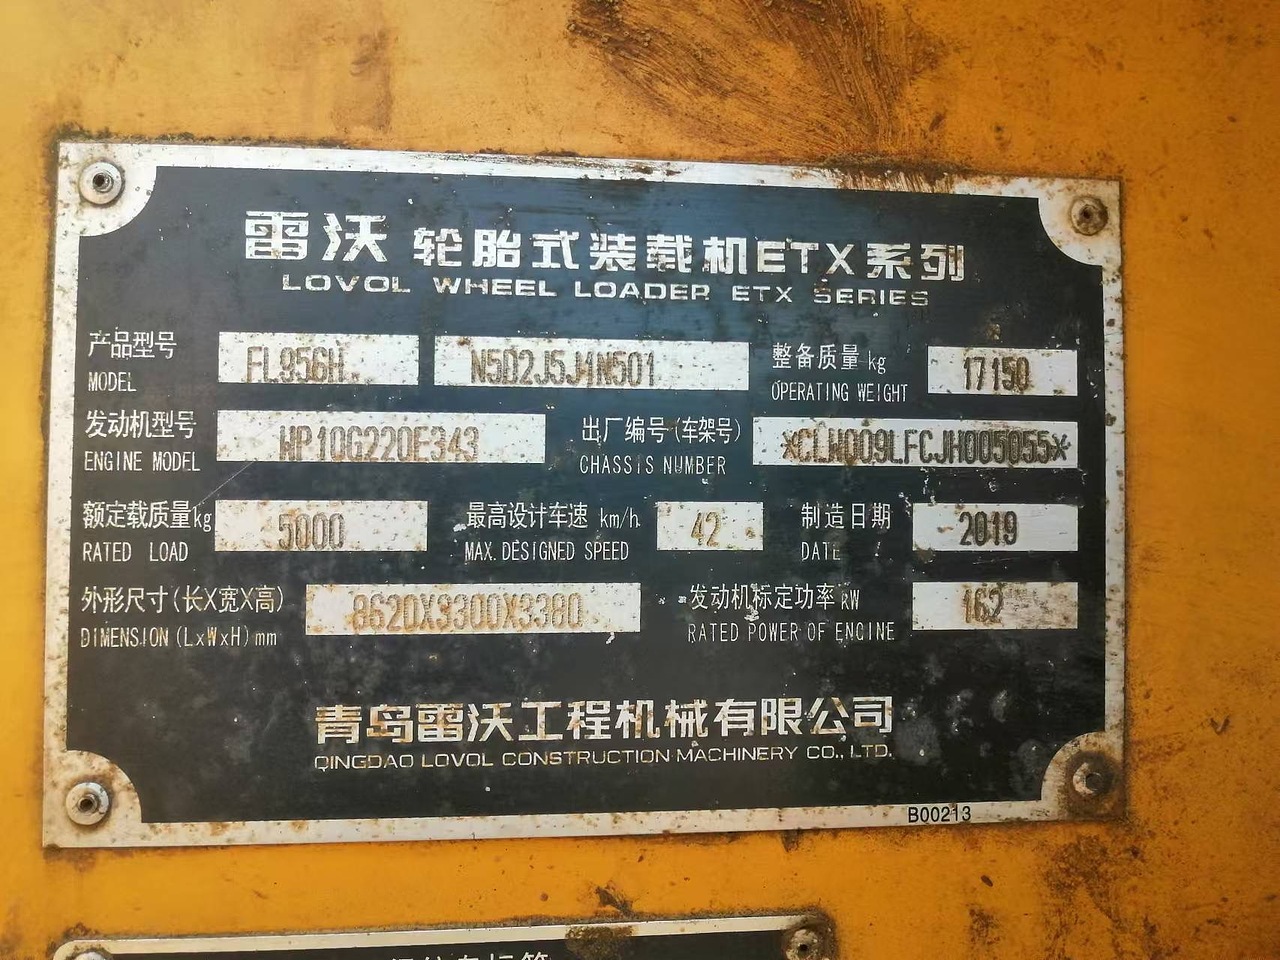 雷沃 轮胎式装载机ETX系列
LOVOL WHEEL LOADER ETX SERIES
产品型号 FL956H N5D2J5J4N501 整备质量kg 17150
MODEL OPERATING WEIGHT
发动机型号 WP10G220E343 出厂编号(车架号) *CLW009LFCJH005055*
ENGINE MODEL CHASSIS NUMBER
额定载质量kg 5000 最高设计车速 km/h 42 制造日期 2019
RATED LOAD MAX.DESIGNED SPEED DATE
外形尺寸(长X宽X高) 8620X3300X3380 发动机标定功率KW 162
DIMENSION(LxWxH)mm RATED POWER OF ENGINE
青岛雷沃工程机械有限公司
QINGDAO LOVOL CONSTRUCTION MACHINERY CO., LTD.
B00213